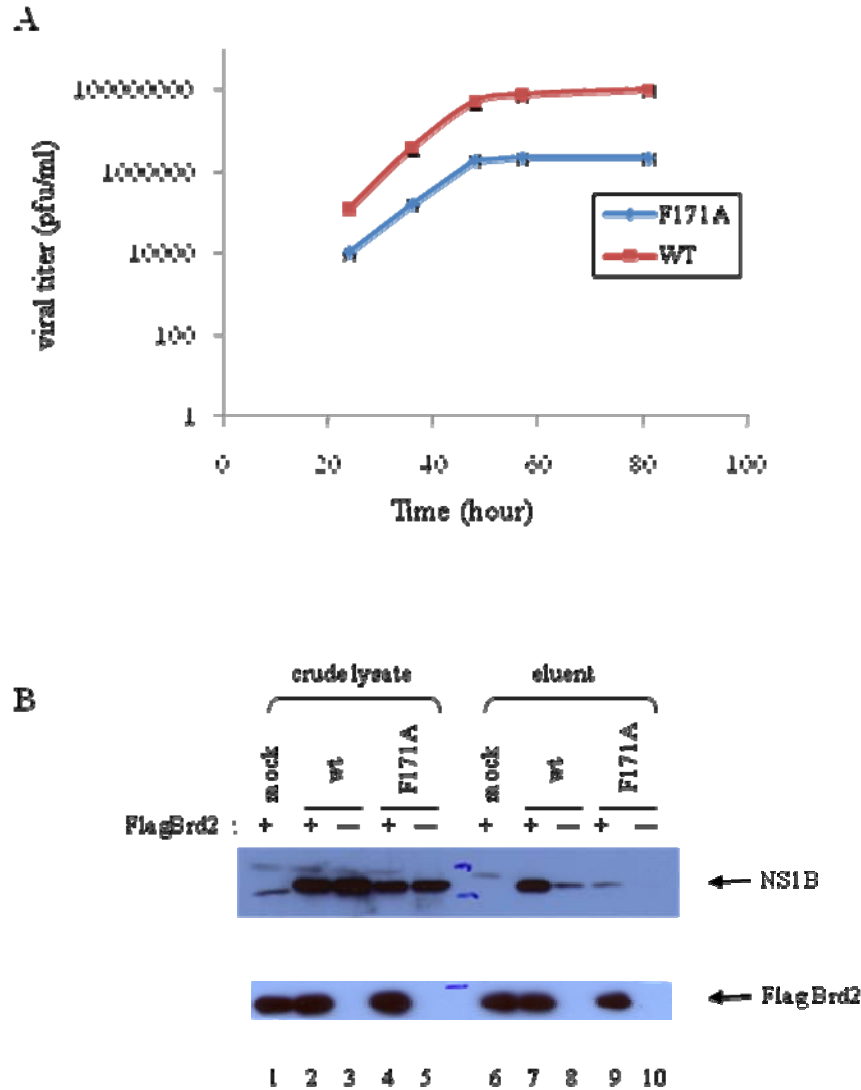 A
100000000
1000000
10000
100
1
viral titer (pfu/ml)
F171A
WT
0 20 40 60 80 100
Time (hour)
B
crude lysate eluent
mock wt F171A mock wt F171A
FlagBrd2 : + + — + — + + — + —
NS1B
FlagBrd2
1 2 3 4 5 6 7 8 9 10